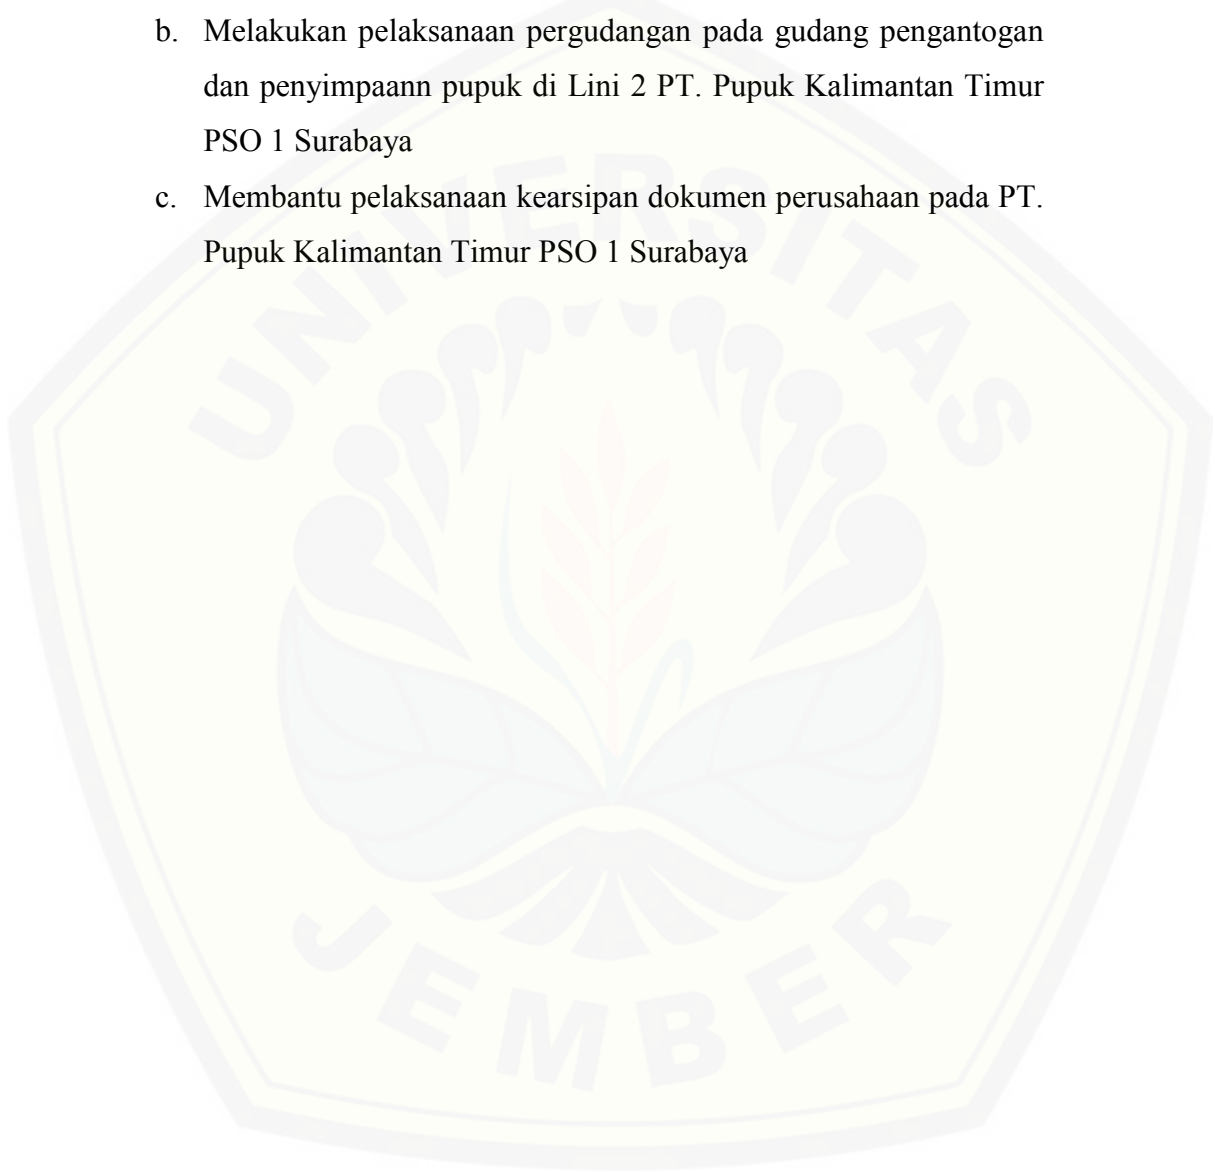 b. Melakukan pelaksanaan pergudangan pada gudang pengantogan
dan penyimpaann pupuk di Lini 2 PT. Pupuk Kalimantan Timur
PSO 1 Surabaya
c. Membantu pelaksanaan kearsipan dokumen perusahaan pada PT.
Pupuk Kalimantan Timur PSO 1 Surabaya
UNIVERSITAS
JEMBER